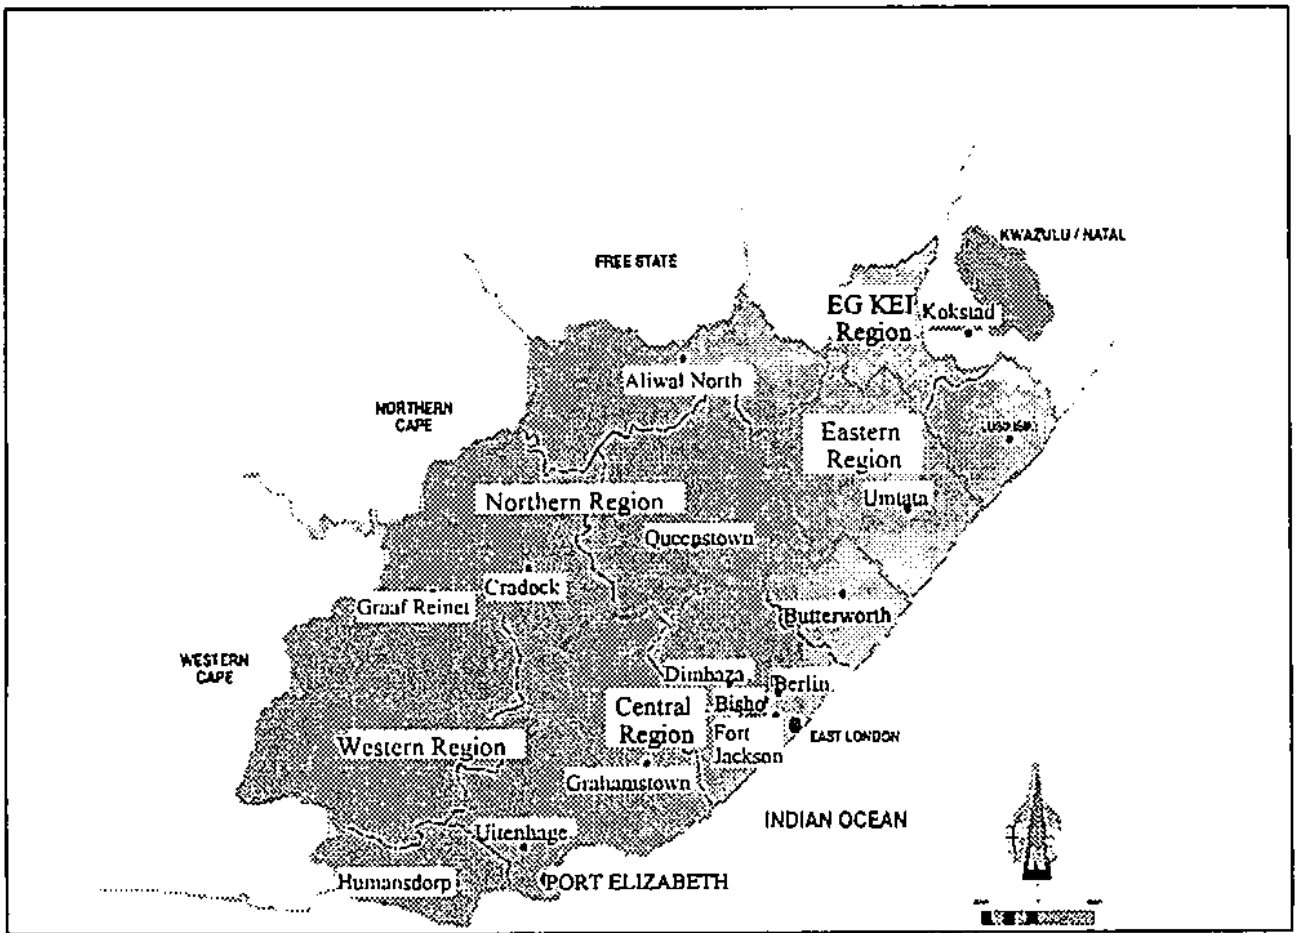 KWAZULU / NATAL
FREE STATE
EG KEI
Region
Kokstad
Aliwal North
NORTHERN
CAPE
Eastern
Region
Umtata
Northern Region
Queenstown
Cradock
Graaf Reinet
Butterworth
WESTERN
CAPE
Dimbaza
Berlin
Bisho
Central
Region
Fort
Jackson
EAST LONDON
Western Region
Grahamstown
INDIAN OCEAN
Uitenhage
Humansdorp
PORT ELIZABETH